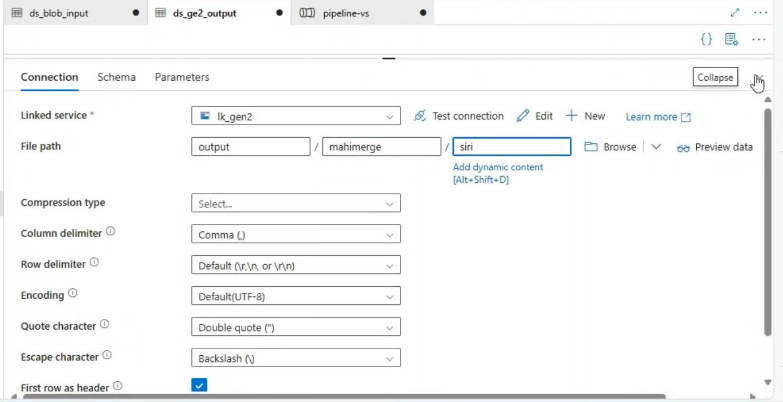 ds_blob_input ds_ge2_output pipeline-vs
Connection Schema Parameters Collapse
Linked service * lk_gen2 Test connection Edit New Learn more
File path output / mahimerge / siri Browse Preview data
Add dynamic content
[Alt+Shift+D]
Compression type Select...
Column delimiter Comma (,)
Row delimiter Default (\r,\n, or \r\n)
Encoding Default(UTF-8)
Quote character Double quote (")
Escape character Backslash (\)
First row as header